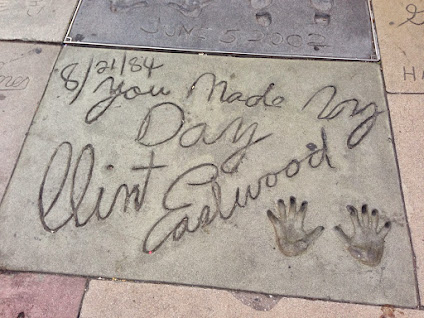 JUNE 5 2002
8/21/84
You Made My
Day
Clint
Eastwood